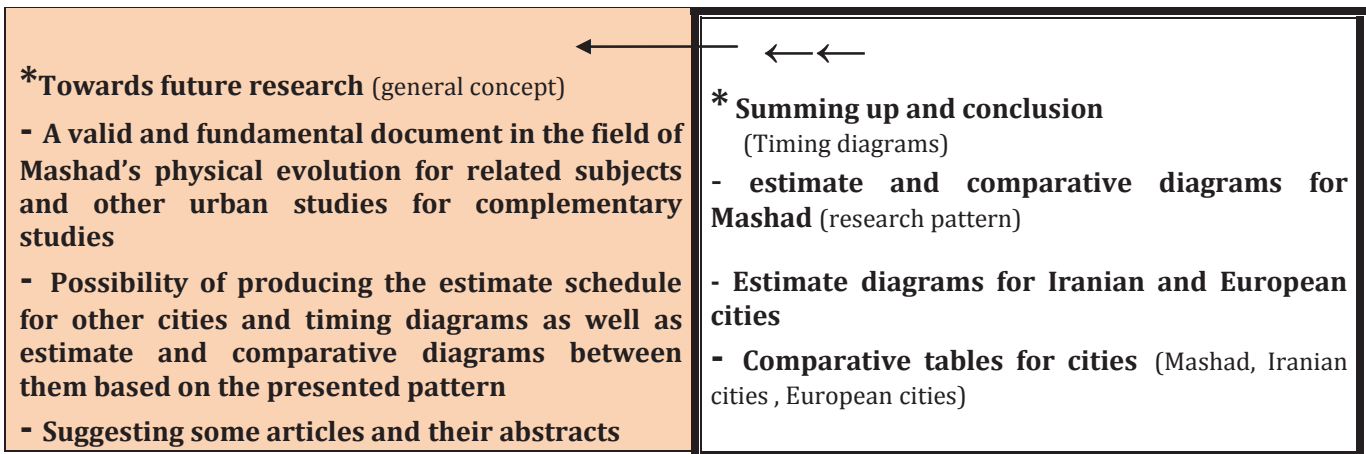 *Towards future research (general concept)
- A valid and fundamental document in the field of
Mashad's physical evolution for related subjects
and other urban studies for complementary
studies
- Possibility of producing the estimate schedule
for other cities and timing diagrams as well as
estimate and comparative diagrams between
them based on the presented pattern
- Suggesting some articles and their abstracts
* Summing up and conclusion
(Timing diagrams)
- estimate and comparative diagrams for
Mashad (research pattern)
- Estimate diagrams for Iranian and European
cities
- Comparative tables for cities (Mashad, Iranian
cities , European cities)